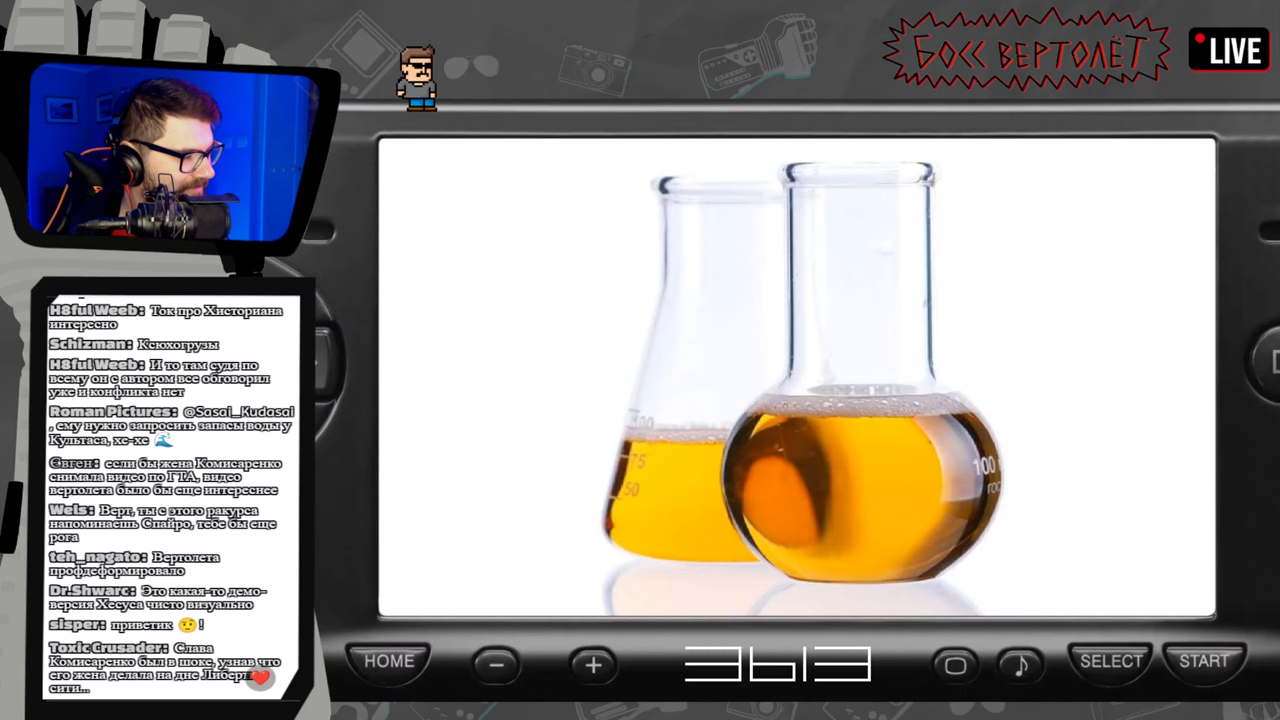 БОСС ВЕРТОЛЁТ
LIVE
H8ful Weeb: Ток про Хисториана
интересно
Schizman: Ксюхогрузы
H8ful Weeb: И то там судя по
всему он с автором все обговорил
уже и конфликта нет
Roman Pictures: @Sasai_Kudasai
, ему нужно запросить запасы воды у
Культаса, хе-хе 🌊
Євген: если бы жена Комисаренко
снимала видео по ГТА, видео
вертолета было бы еще интереснее
Wels: Верт, ты с этого ракурса
напоминаешь Спайро, тебе бы еще
рога
teh_nagato: Вертолета
профдеформировало
Dr.Shwarc: Это какая-то демо-
версия Хесуса чисто визуально
sisper: приветик 🤨!
Toxic Crusader: Слава
Комисаренко был в шоке, узнав что
его жена делала на дне Либерти
сити...
100
75
50
100
HOME
−
+
3613
SELECT
START